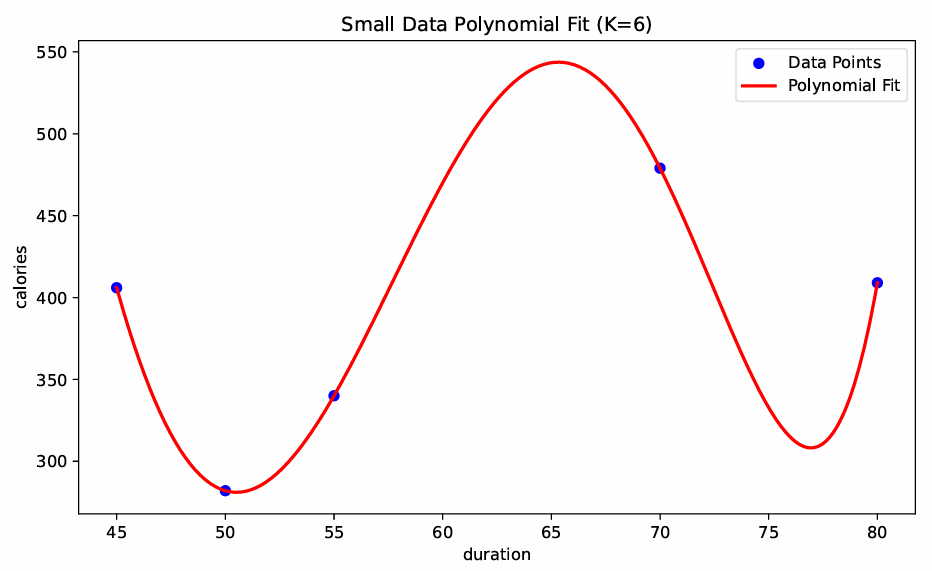 Small Data Polynomial Fit (K=6)
Data Points
Polynomial Fit
550
500
450
400
350
300
calories
45 50 55 60 65 70 75 80
duration